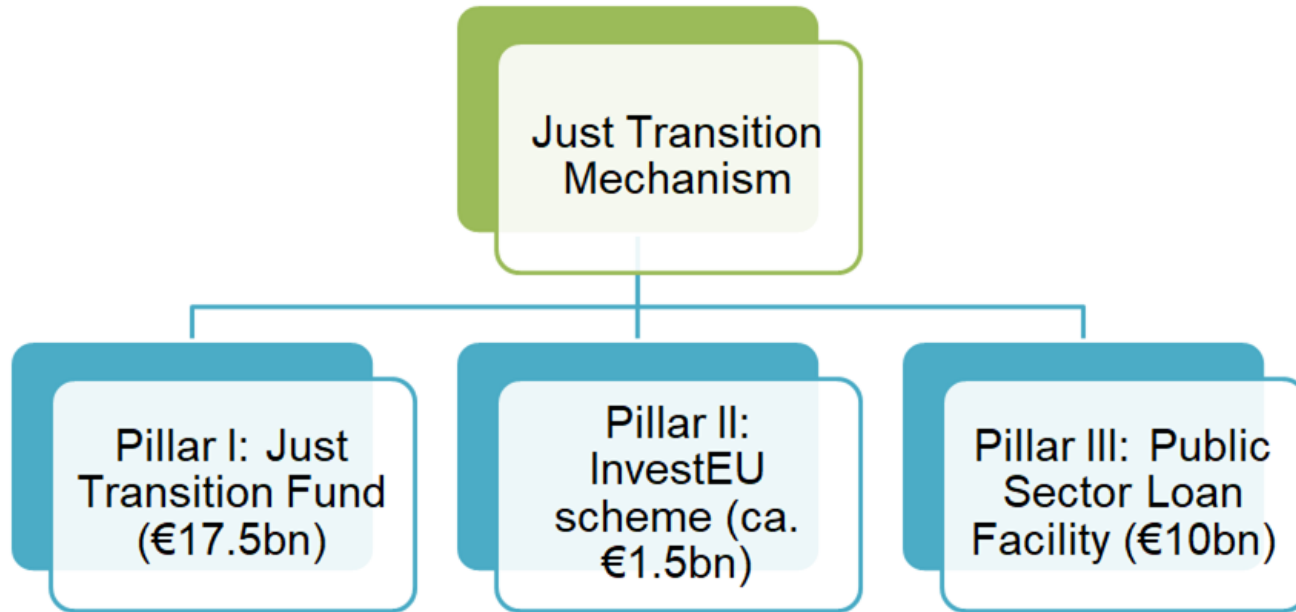 Just Transition
Mechanism
Pillar I: Just
Transition Fund
(€17.5bn)
Pillar II:
InvestEU
scheme (ca.
€1.5bn)
Pillar III: Public
Sector Loan
Facility (€10bn)